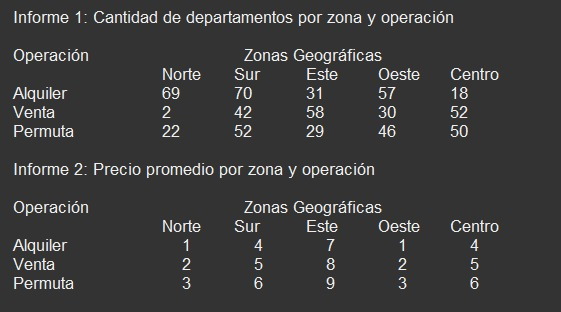 Informe 1: Cantidad de departamentos por zona y operación
Operación Zonas Geográficas
Norte Sur Este Oeste Centro
Alquiler 69 70 31 57 18
Venta 2 42 58 30 52
Permuta 22 52 29 46 50
Informe 2: Precio promedio por zona y operación
Operación Zonas Geográficas
Norte Sur Este Oeste Centro
Alquiler 1 4 7 1 4
Venta 2 5 8 2 5
Permuta 3 6 9 3 6